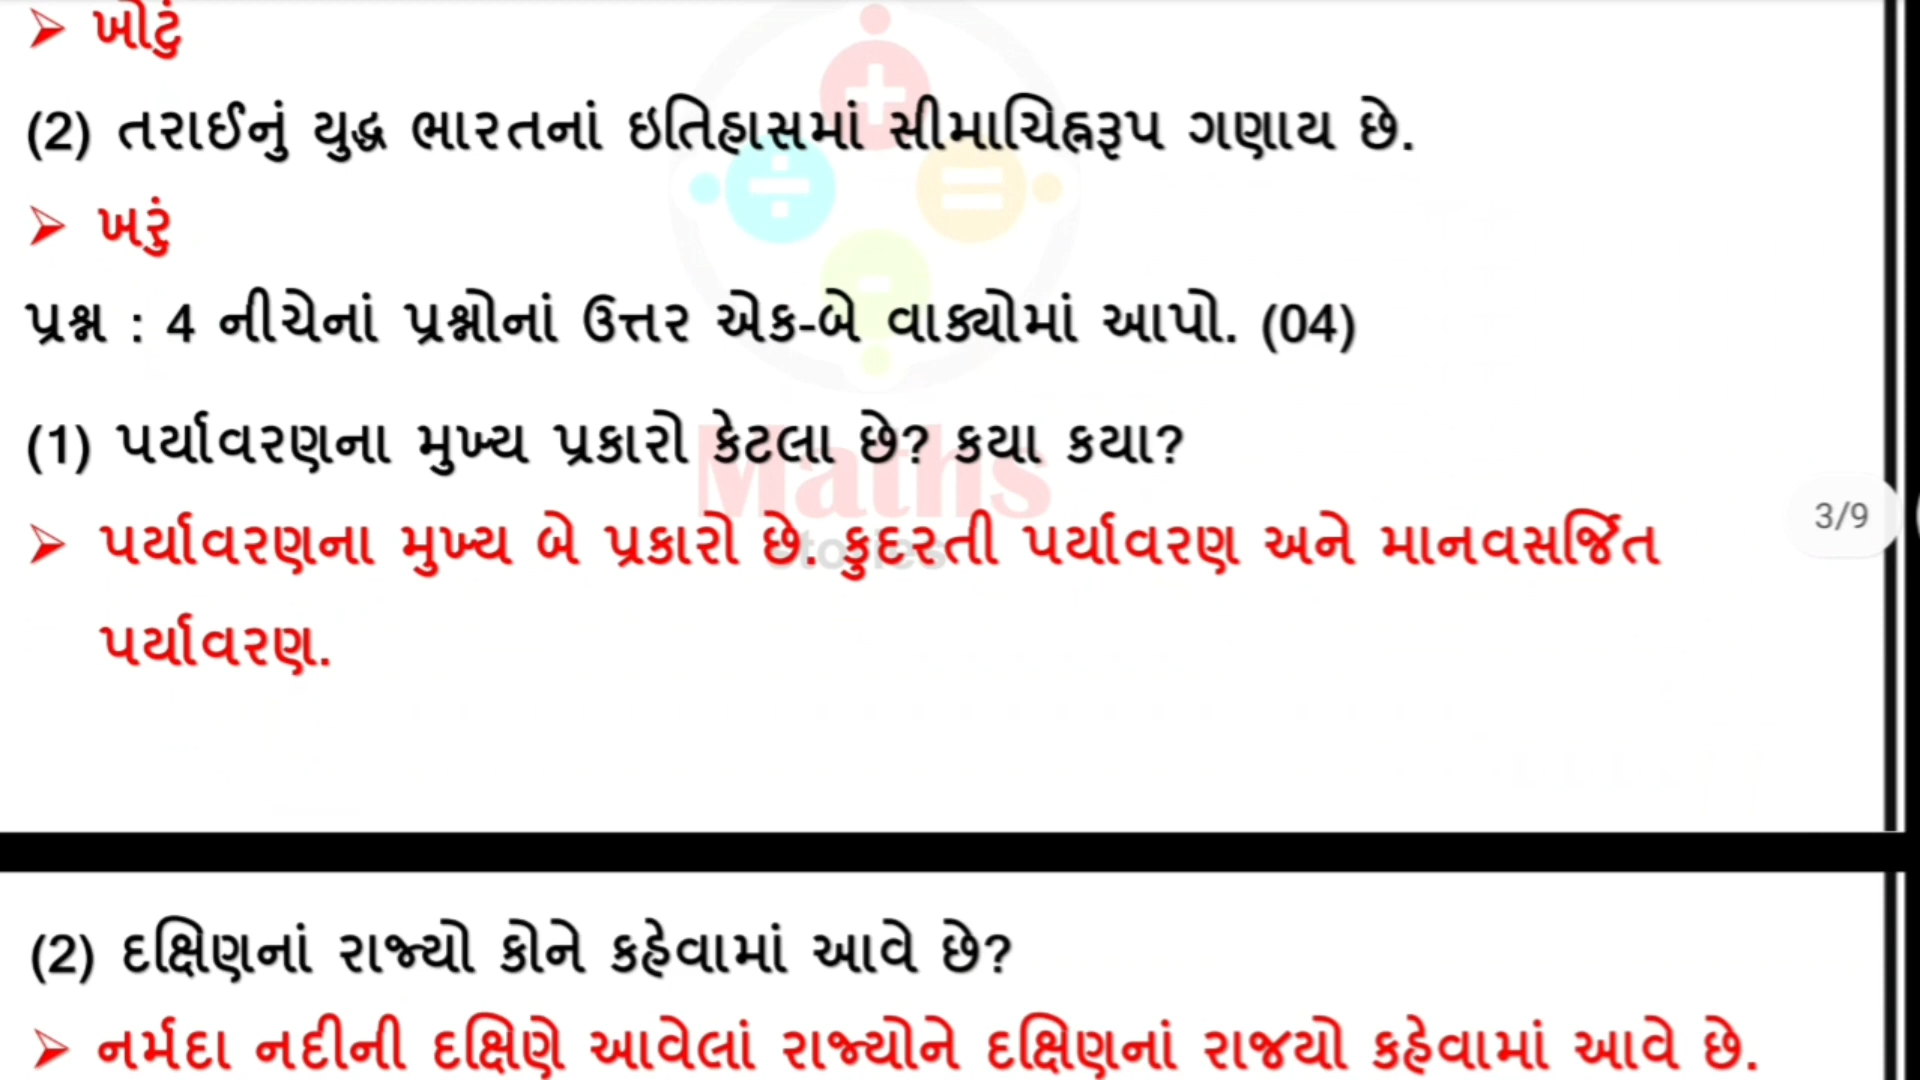 ➢ ખોટું
(2) તરાઈનું યુદ્ધ ભારતનાં ઇતિહાસમાં સીમાચિહ્નરૂપ ગણાય છે.
➢ ખરું
પ્રશ્ન : 4 નીચેનાં પ્રશ્નોનાં ઉત્તર એક-બે વાક્યોમાં આપો. (04)
(1) પર્યાવરણના મુખ્ય પ્રકારો કેટલા છે? કયા કયા?
Maths
➢ પર્યાવરણના મુખ્ય બે પ્રકારો છે. કુદરતી પર્યાવરણ અને માનવસર્જિત
stories
3/9
પર્યાવરણ.
(2) દક્ષિણનાં રાજ્યો કોને કહેવામાં આવે છે?
➢ નર્મદા નદીની દક્ષિણે આવેલાં રાજ્યોને દક્ષિણનાં રાજયો કહેવામાં આવે છે.